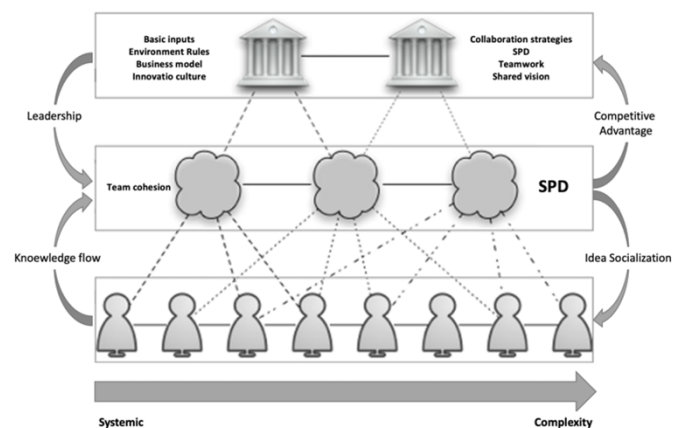 Basic inputs
Environment Rules
Business model
Innovatio culture
Collaboration strategies
SPD
Teamwork
Shared vision
Leadership
Competitive
Advantage
Team cohesion
SPD
Knoewledge flow
Idea Socialization
Systemic
Complexity